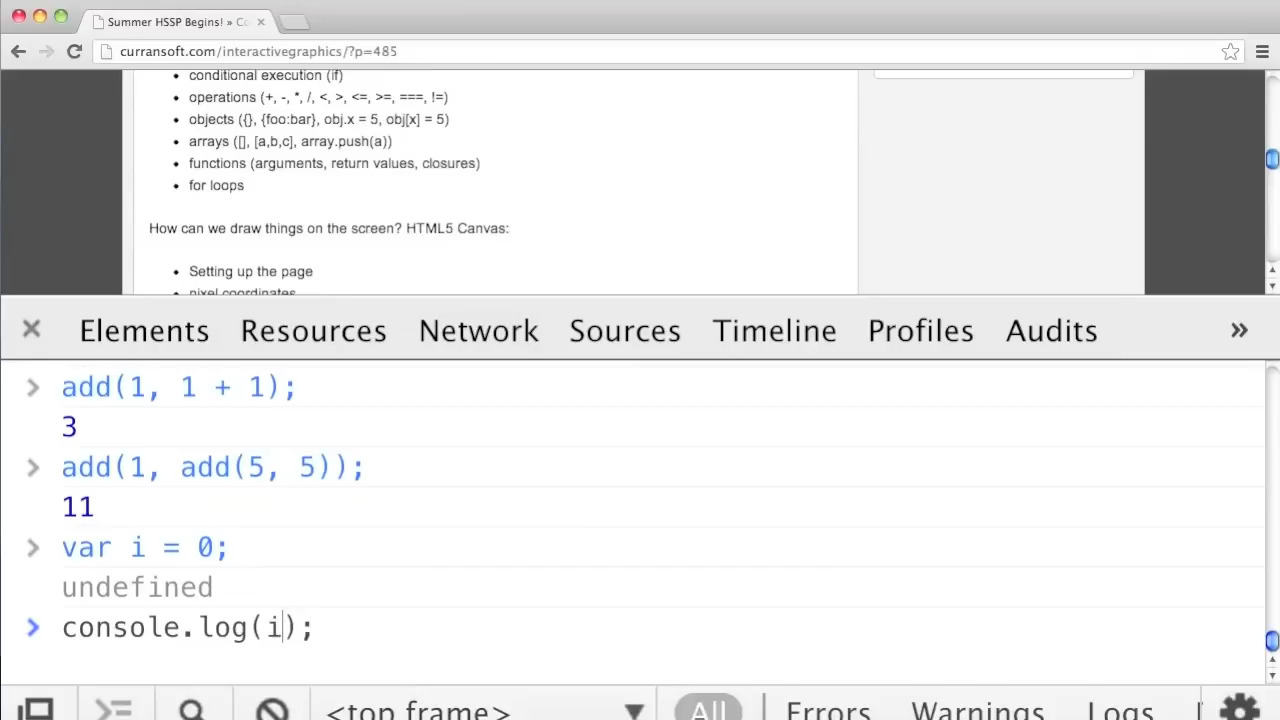 Summer HSSP Begins! » Co
curransoft.com/interactivegraphics/?p=485
• conditional execution (if)
• operations (+, -, *, /, <, >, <=, >=, ===, !=)
• objects ({}, {foo:bar}, obj.x = 5, obj[x] = 5)
• arrays ([], [a,b,c], array.push(a))
• functions (arguments, return values, closures)
• for loops
How can we draw things on the screen? HTML5 Canvas:
• Setting up the page
• pixel coordinates
Elements Resources Network Sources Timeline Profiles Audits »
> add(1, 1 + 1);
3
> add(1, add(5, 5));
11
> var i = 0;
undefined
> console.log(i);
<top frame> All Errors Warnings Logs